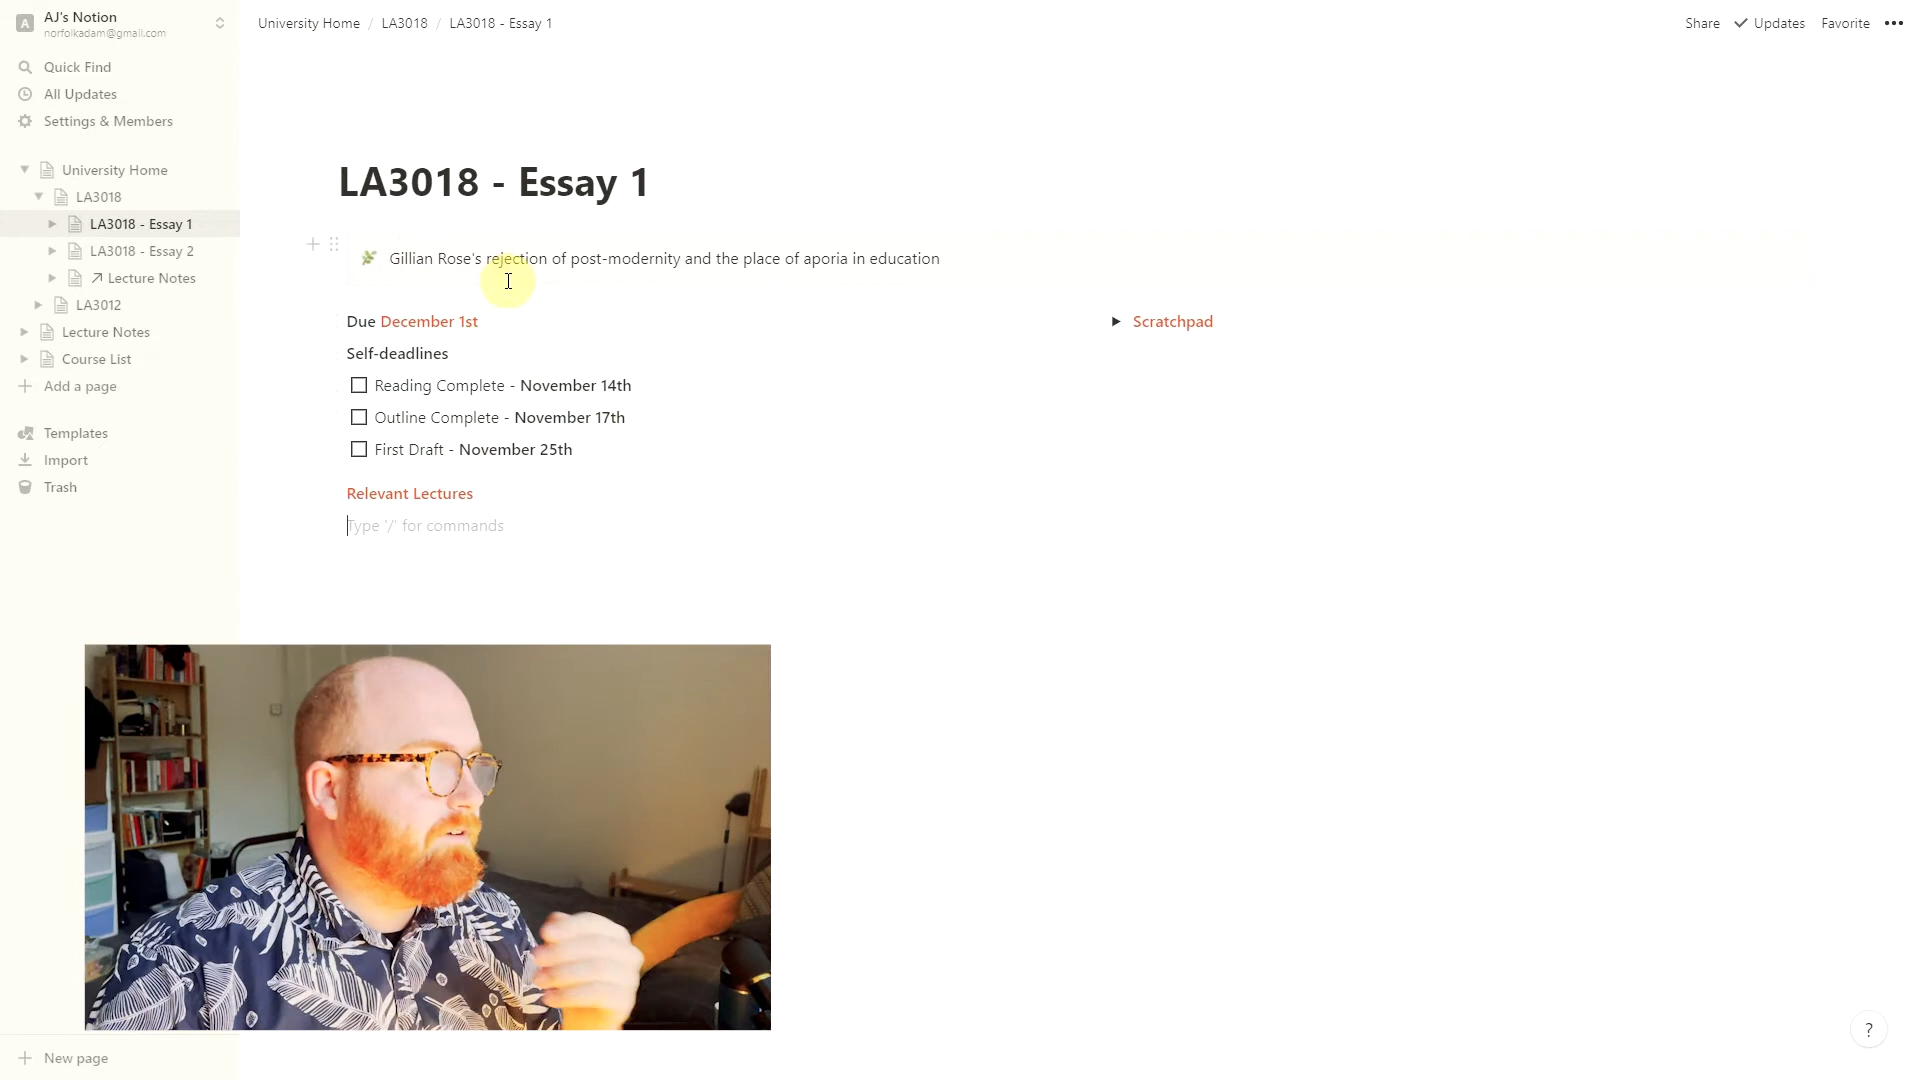 A AJ's Notion
norfolkadam@gmail.com
Quick Find
All Updates
Settings & Members
University Home
LA3018
LA3018 - Essay 1
LA3018 - Essay 2
Lecture Notes
LA3012
Lecture Notes
Course List
Add a page
Templates
Import
Trash
New page
University Home / LA3018 / LA3018 - Essay 1
Share Updates Favorite
LA3018 - Essay 1
Gillian Rose's rejection of post-modernity and the place of aporia in education
Due December 1st
Self-deadlines
Reading Complete - November 14th
Outline Complete - November 17th
First Draft - November 25th
Relevant Lectures
Type '/' for commands
Scratchpad
?